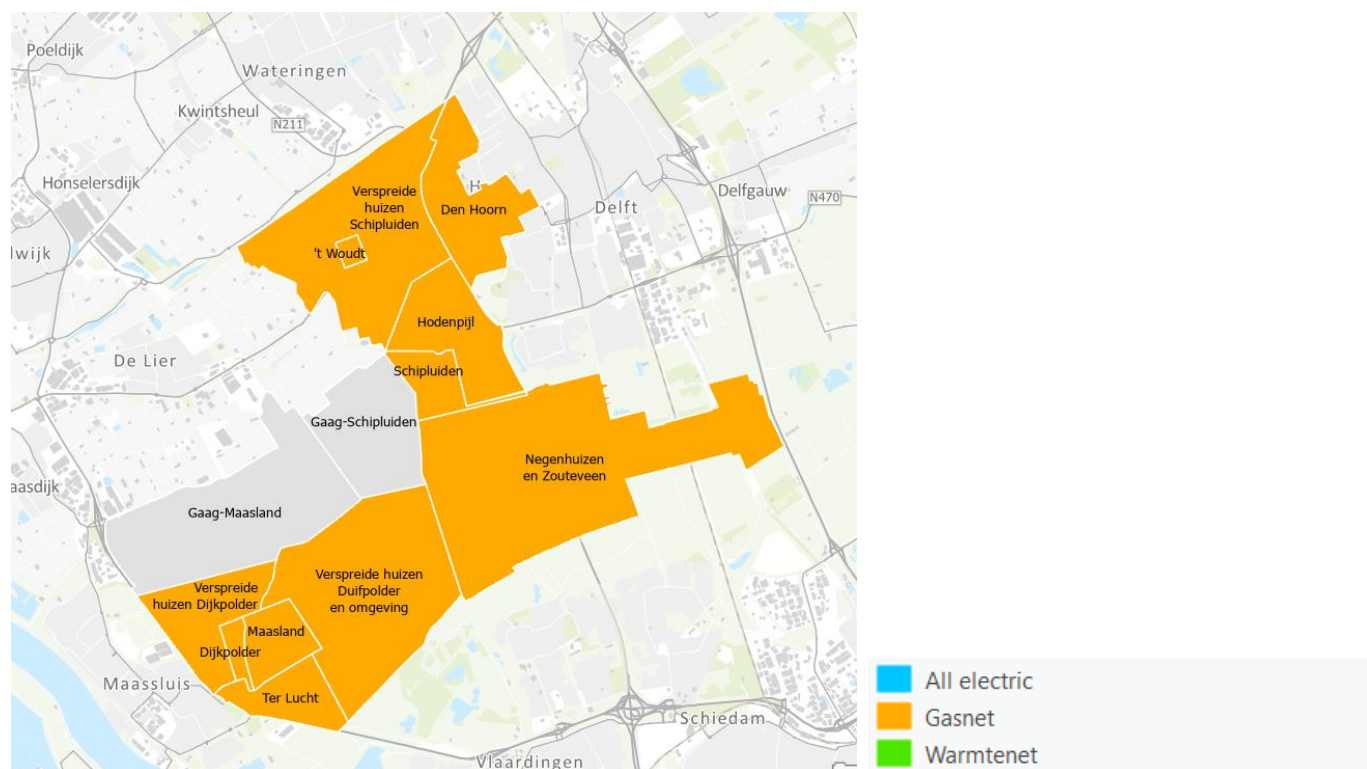 Poeldijk
Wateringen
Kwintsheul
N211
Honselersdijk
Verspreide
huizen
Schipluiden
H
Den Hoorn
Delft
Delfgauw
N470
lwijk
't Woudt
Hodenpijl
De Lier
Schipluiden
Gaag-Schipluiden
Negenhuizen
en Zouteveen
aasdijk
Gaag-Maasland
Verspreide
huizen Dijkpolder
Verspreide huizen
Duifpolder
en omgeving
Maasland
Dijkpolder
Maassluis
Ter Lucht
Schiedam
Vlaardingen
All electric
Gasnet
Warmtenet